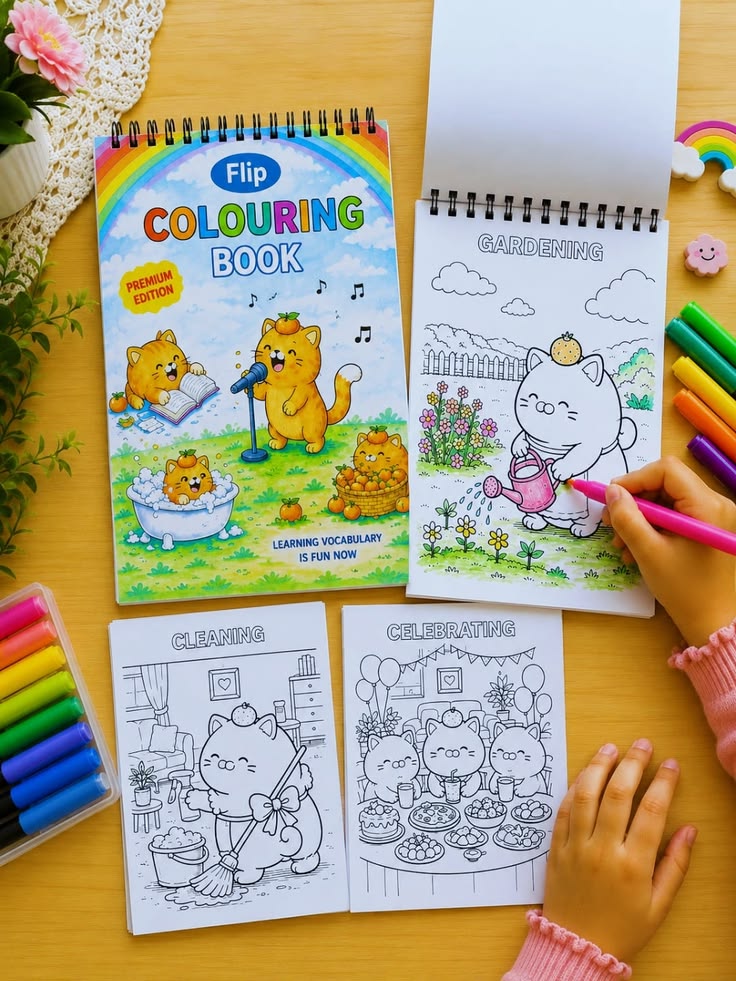 Flip
COLOURING
BOOK
PREMIUM
EDITION
LEARNING VOCABULARY
IS FUN NOW
GARDENING
CLEANING
CELEBRATING